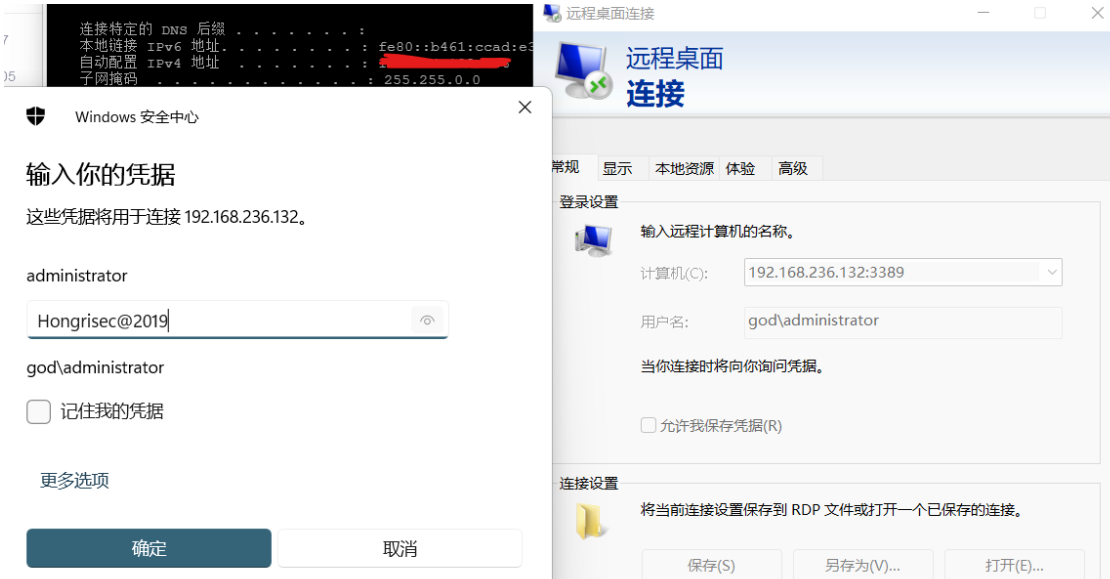 7
05
连接特定的 DNS 后缀 . . . . . . . :
本地链接 IPv6 地址. . . . . . . . : fe80::b461:ccad:e3
自动配置 IPv4 地址 . . . . . . . :
子网掩码 . . . . . . . . . . . . : 255.255.0.0
Windows 安全中心
输入你的凭据
这些凭据将用于连接 192.168.236.132。
administrator
Hongrisec@2019
god\administrator
记住我的凭据
更多选项
确定
取消
远程桌面连接
远程桌面
连接
常规 显示 本地资源 体验 高级
登录设置
输入远程计算机的名称。
计算机(C): 192.168.236.132:3389
用户名: god\administrator
当你连接时将向你询问凭据。
允许我保存凭据(R)
连接设置
将当前连接设置保存到 RDP 文件或打开一个已保存的连接。
保存(S) 另存为(V)... 打开(E)...